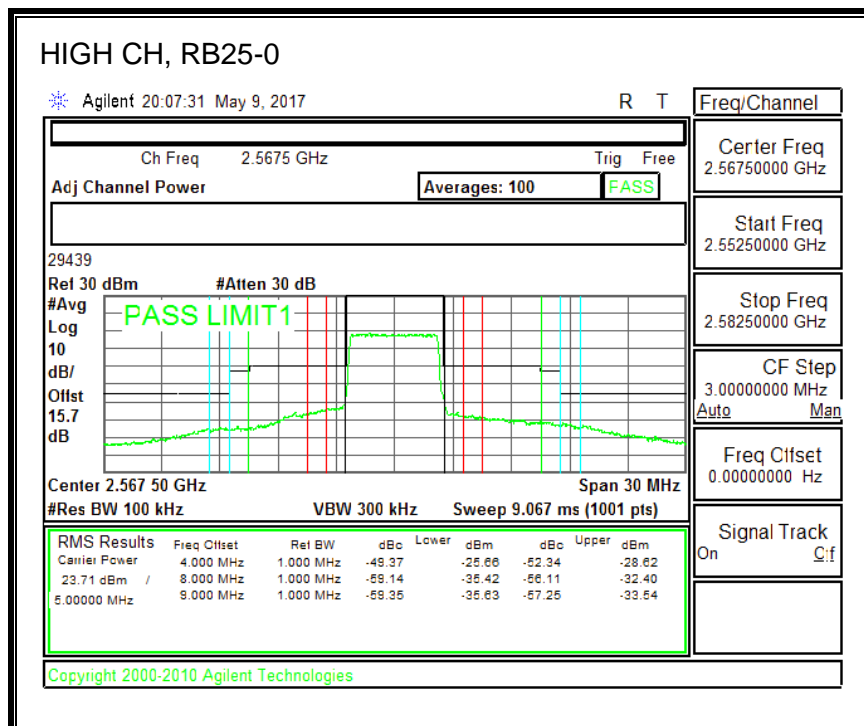 HIGH CH, RB25-0
Agilent 20:07:31 May 9, 2017 R T
Freq/Channel
Ch Freq 2.5675 GHz Trig Free
Adj Channel Power Averages: 100 PASS
Center Freq
2.56750000 GHz
Start Freq
2.55250000 GHz
Stop Freq
2.58250000 GHz
CF Step
3.00000000 MHz
Auto Man
Freq Offset
0.00000000 Hz
Signal Track
On Off
29439
Ref 30 dBm #Atten 30 dB
#Avg
Log
10
dB/
Offst
15.7
dB
PASS LIMIT1
Center 2.567 50 GHz Span 30 MHz
#Res BW 100 kHz VBW 300 kHz Sweep 9.067 ms (1001 pts)
RMS Results Freq Offset Ref BW dBc Lower dBm dBc Upper dBm
Carrier Power 4.000 MHz 1.000 MHz -49.37 -25.66 -52.34 -28.62
23.71 dBm / 8.000 MHz 1.000 MHz -59.14 -35.42 -56.11 -32.40
5.00000 MHz 9.000 MHz 1.000 MHz -59.35 -35.63 -57.25 -33.54
Copyright 2000-2010 Agilent Technologies